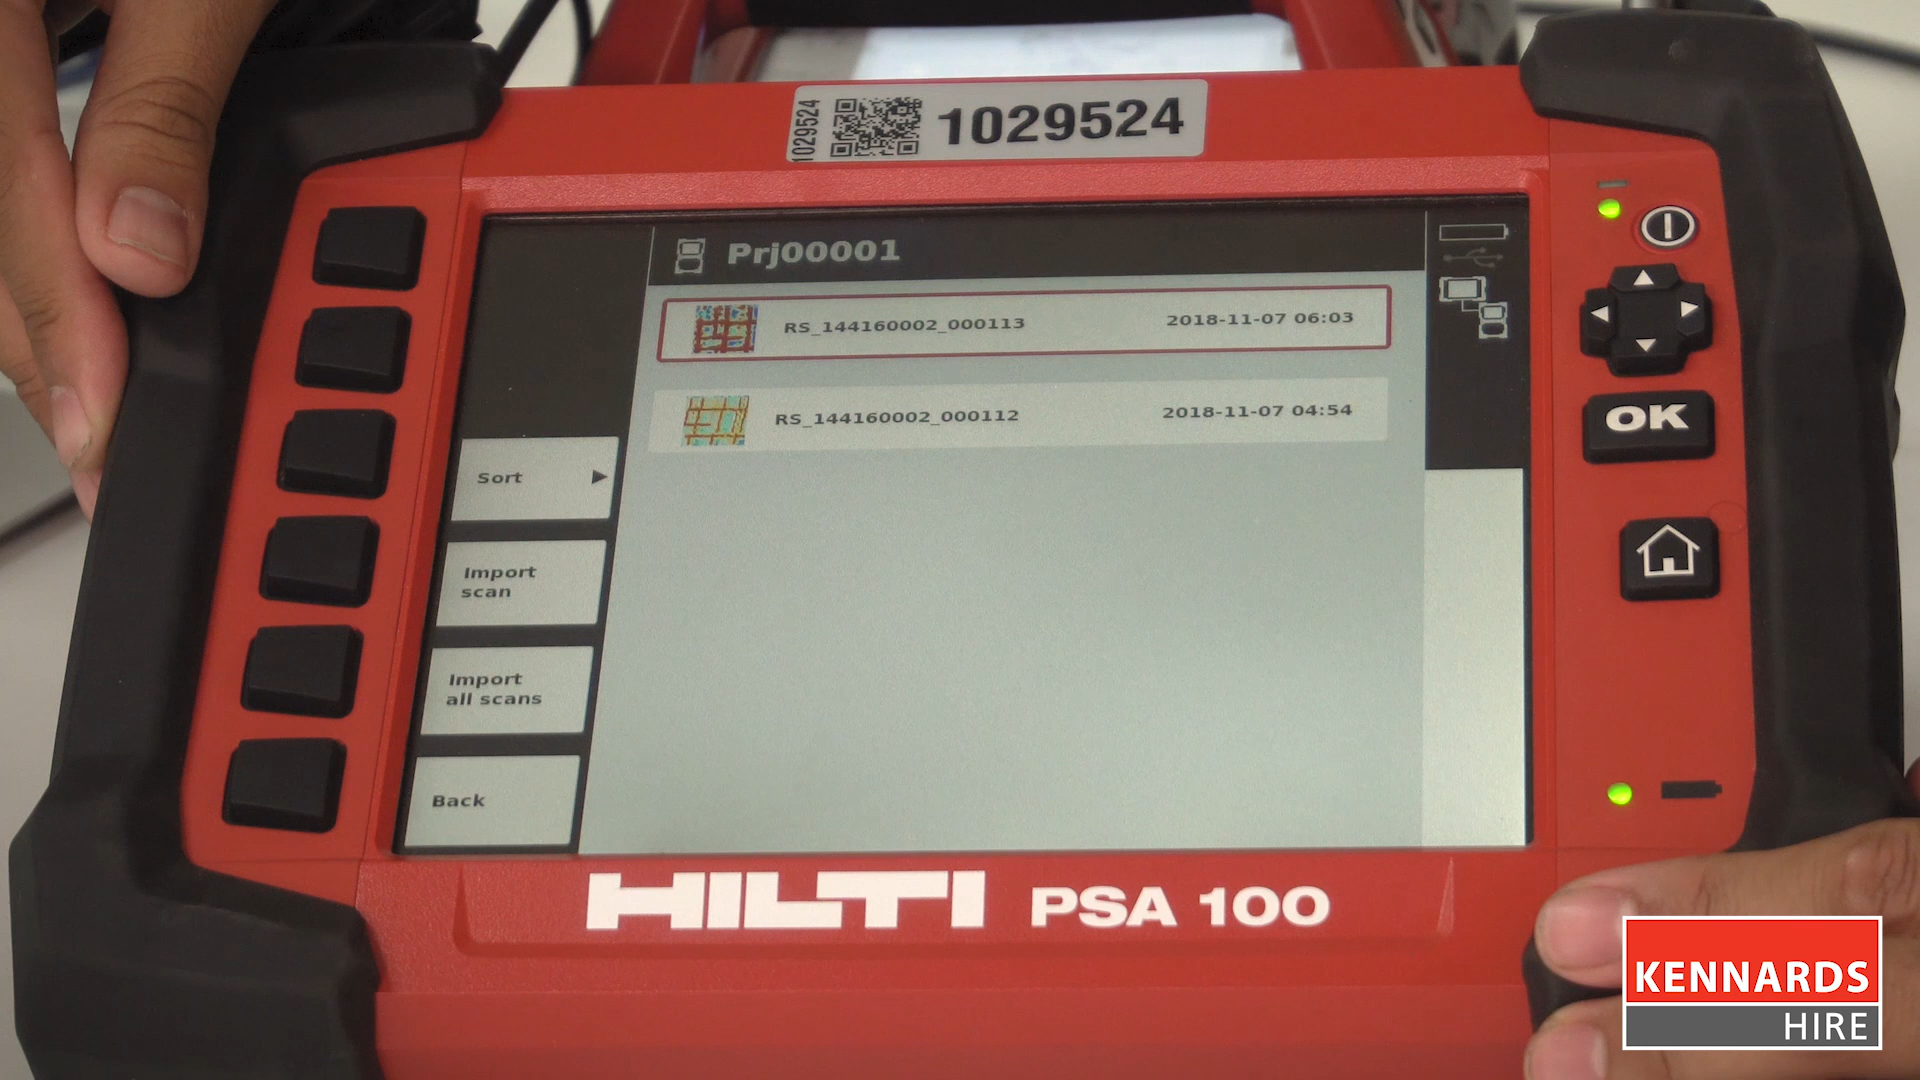 1029524
1029524
Prj00001
RS_144160002_000113 2018-11-07 06:03
RS_144160002_000112 2018-11-07 04:54
Sort
Import
scan
Import
all scans
Back
OK
HILTI PSA 100
KENNARDS
HIRE